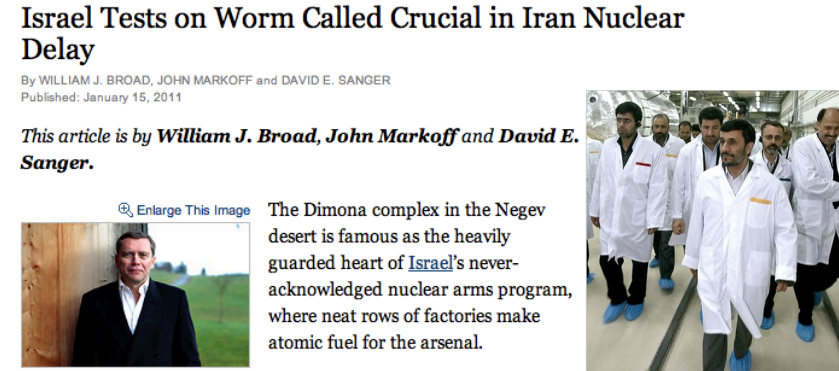 Israel Tests on Worm Called Crucial in Iran Nuclear
Delay
By WILLIAM J. BROAD, JOHN MARKOFF and DAVID E. SANGER
Published: January 15, 2011
This article is by William J. Broad, John Markoff and David E.
Sanger.
Enlarge This Image
The Dimona complex in the Negev
desert is famous as the heavily
guarded heart of Israel's never-
acknowledged nuclear arms program,
where neat rows of factories make
atomic fuel for the arsenal.